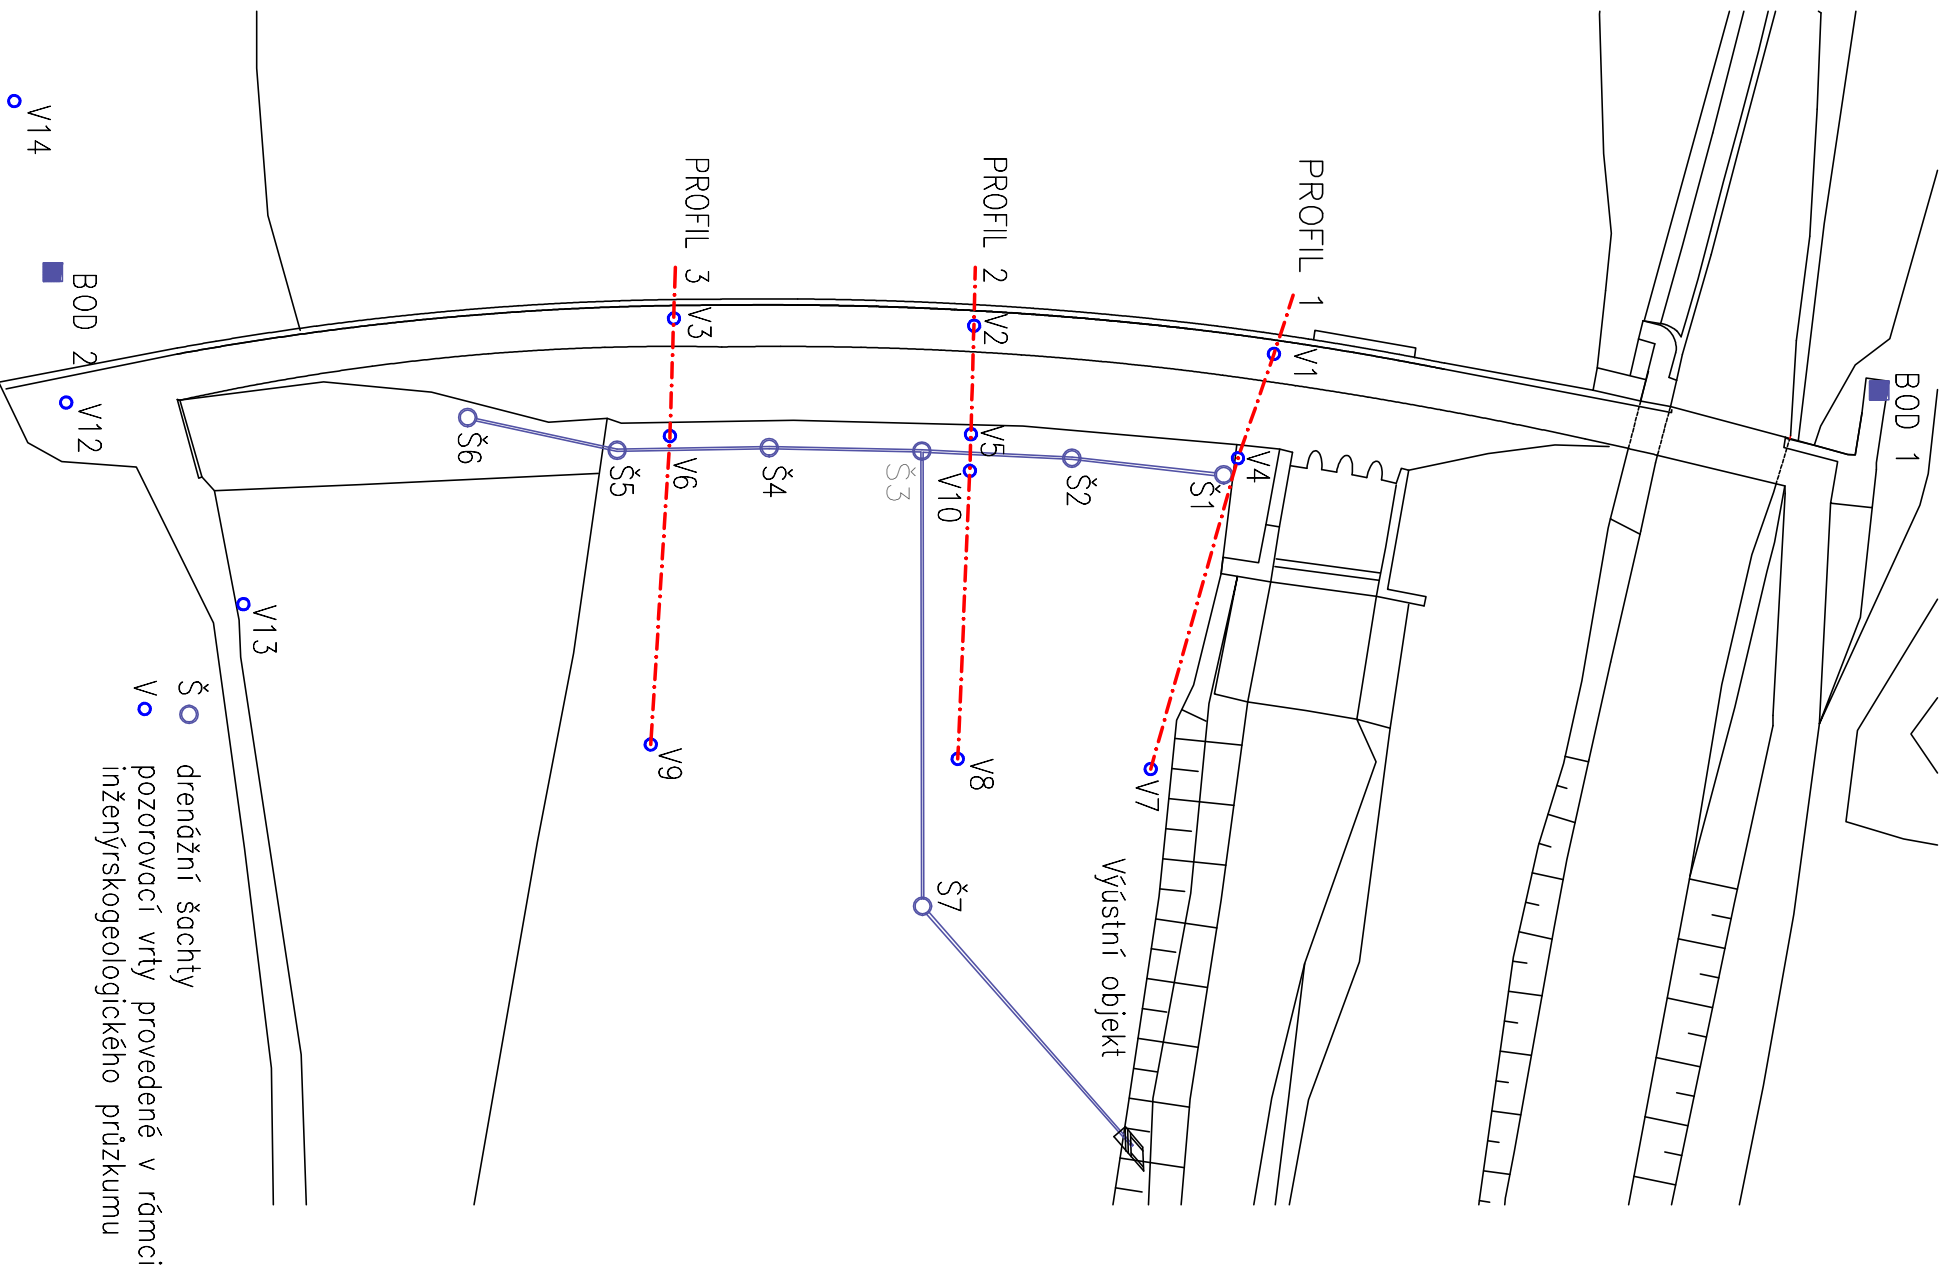 BOD 1
PROFIL 1
PROFIL 2
PROFIL 3
V1
V2
V3
V4
V5
V6
V10
Š1
Š2
Š3
Š4
Š5
Š6
V7
V8
V9
Š7
V14
BOD 2
V12
V13
Výústní objekt
Š drenážní šachty
V pozorovací vrty provedené v rámci
inženýrskogeologického průzkumu